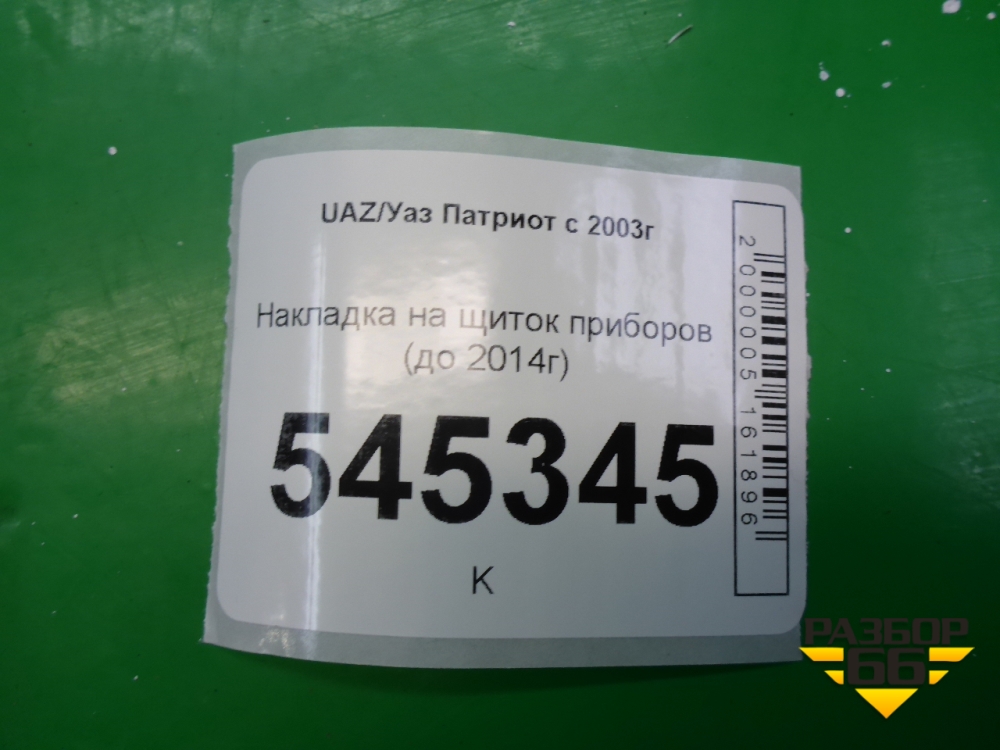 UAZ/Уаз Патриот с 2003г
Накладка на щиток приборов
(до 2014г)
545345
К
2000005161896
РАЗБОР
66